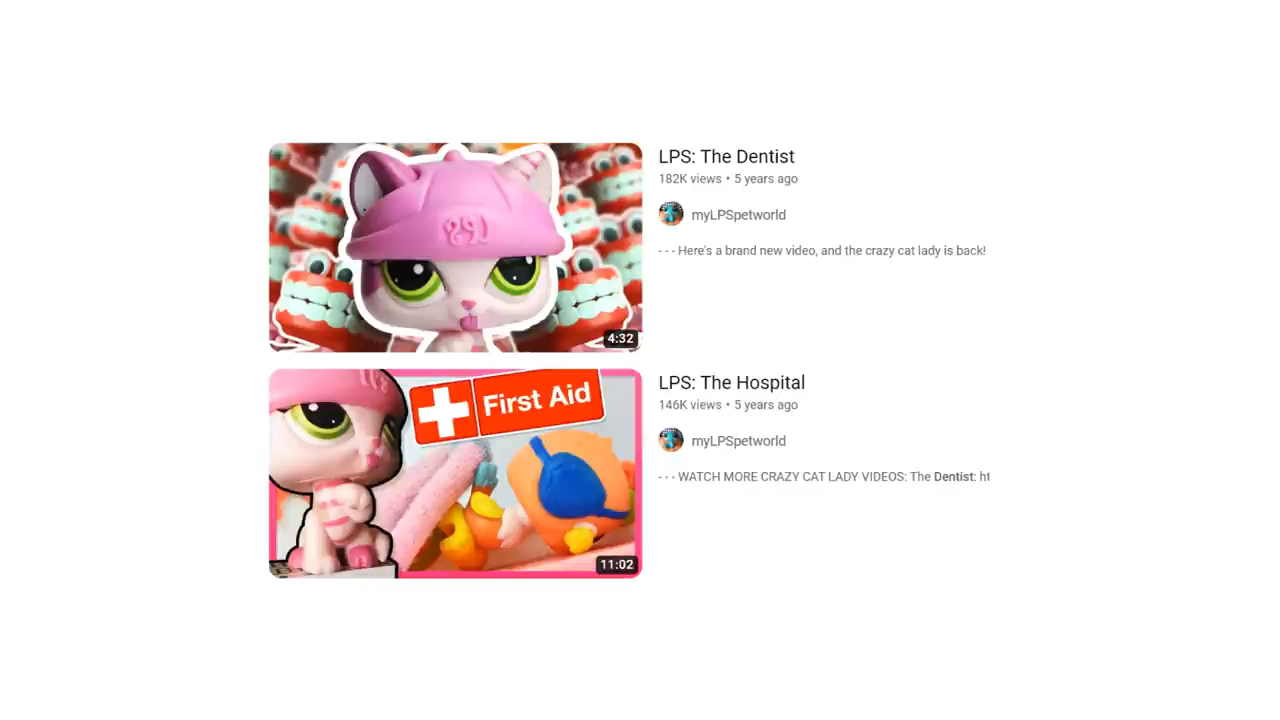 LPS: The Dentist
182K views • 5 years ago
myLPSpetworld
- - - Here's a brand new video, and the crazy cat lady is back!
4:32
LPS: The Hospital
First Aid
146K views • 5 years ago
myLPSpetworld
- - - WATCH MORE CRAZY CAT LADY VIDEOS: The Dentist: ht
11:02